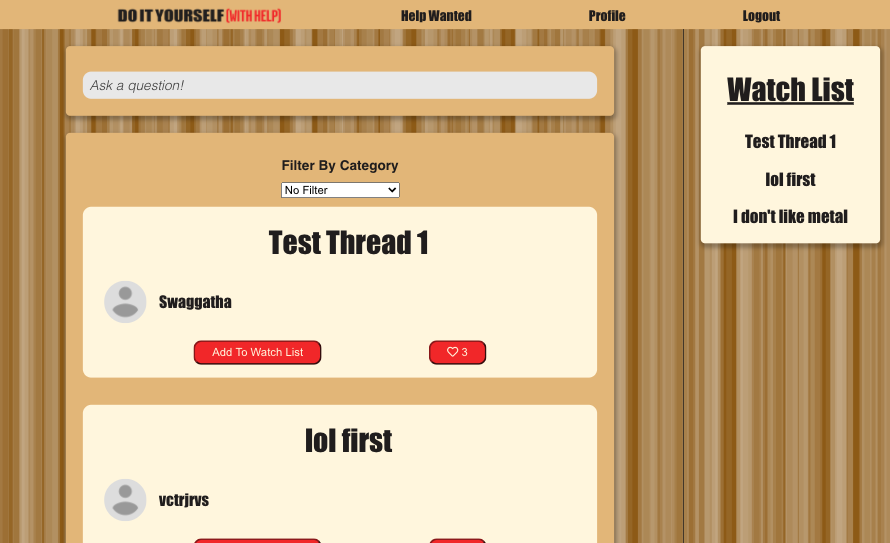 DO IT YOURSELF (WITH HELP) Help Wanted Profile Logout
Ask a question!
Filter By Category
No Filter
Test Thread 1
Swaggatha
Add To Watch List 3
lol first
vctrjrvs
Watch List
Test Thread 1
lol first
I don't like metal